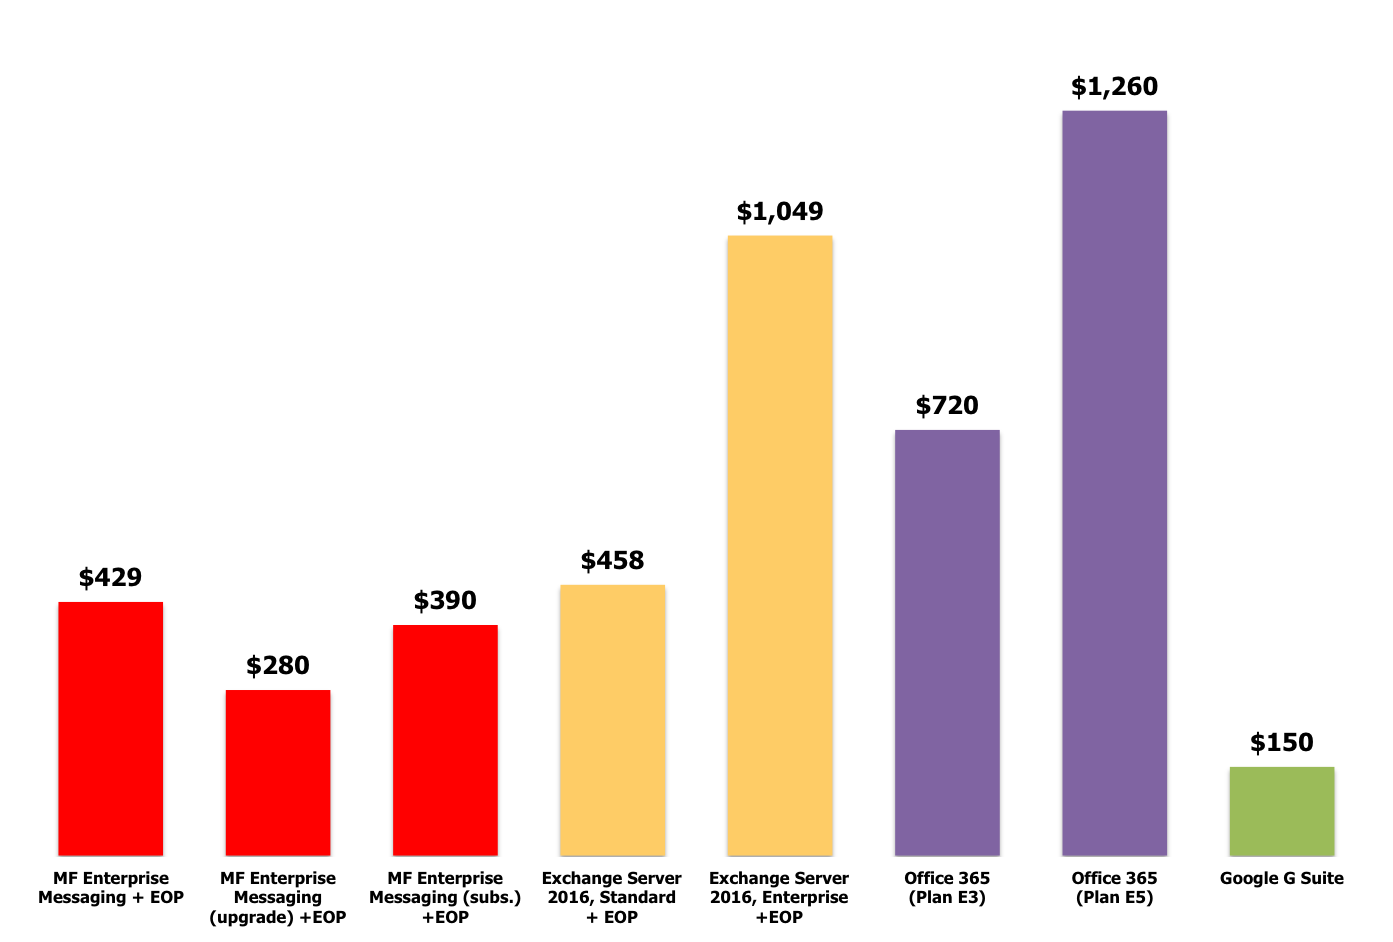 $1,260
$1,049
$720
$458
$429
$390
$280
$150
MF Enterprise
Messaging + EOP
MF Enterprise
Messaging
(upgrade) +EOP
MF Enterprise
Messaging (subs.)
+EOP
Exchange Server
2016, Standard
+ EOP
Exchange Server
2016, Enterprise
+EOP
Office 365
(Plan E3)
Office 365
(Plan E5)
Google G Suite